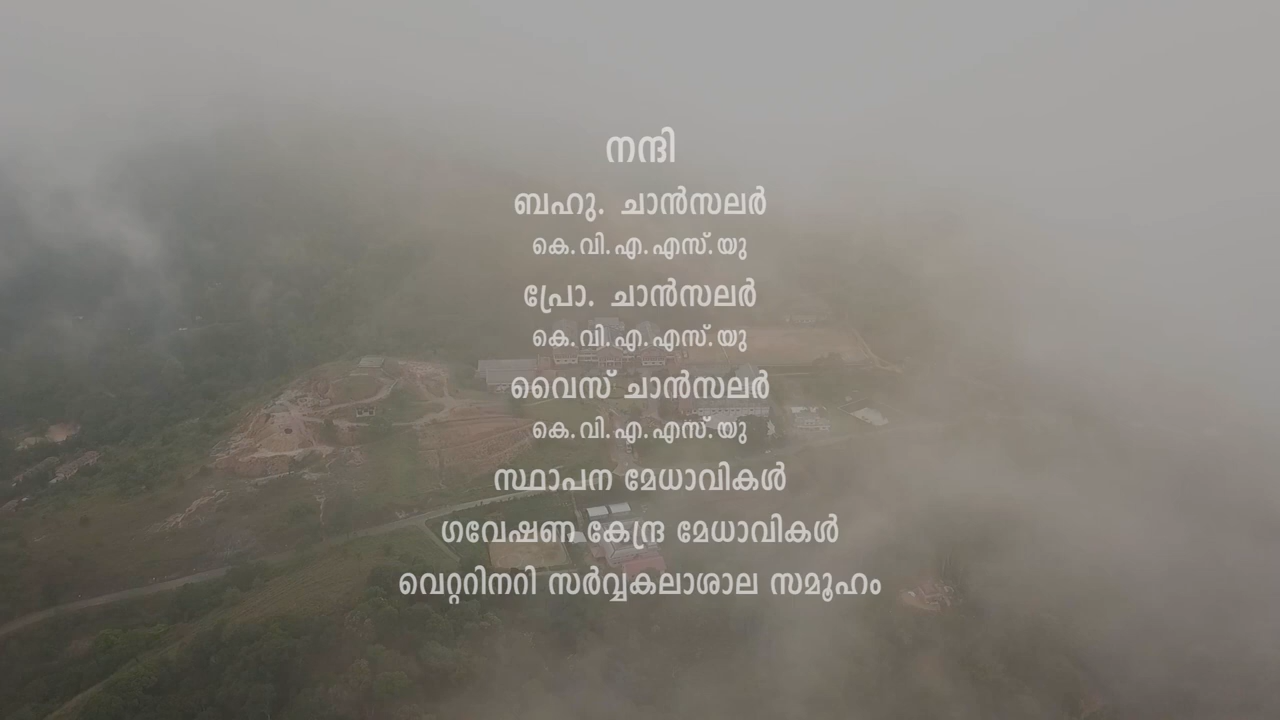 നന്ദി
ബഹു. ചാൻസലർ
കെ.വി.എ.എസ്.യു
പ്രോ. ചാൻസലർ
കെ.വി.എ.എസ്.യു
വൈസ് ചാൻസലർ
കെ.വി.എ.എസ്.യു
സ്ഥാപന മേധാവികൾ
ഗവേഷണ കേന്ദ്ര മേധാവികൾ
വെറ്ററിനറി സർവ്വകലാശാല സമൂഹം